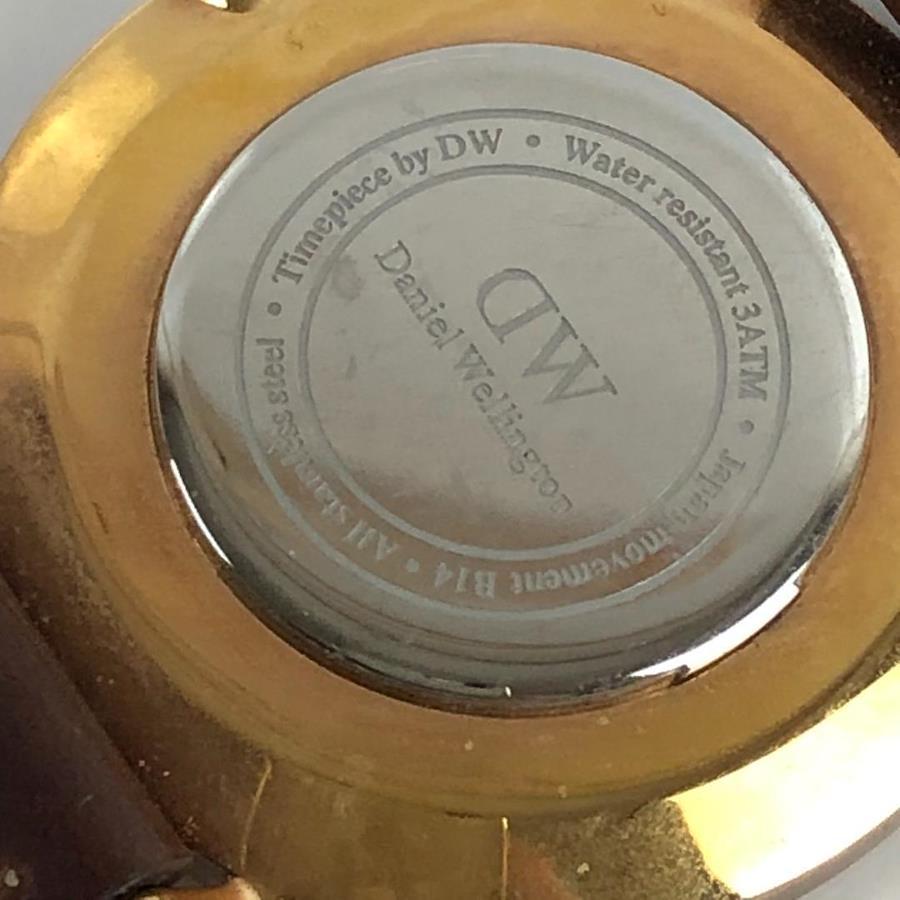 Timepiece by DW • Water resistant 3ATM • Japan movement B14 • All stainless steel •
DW
Daniel Wellington